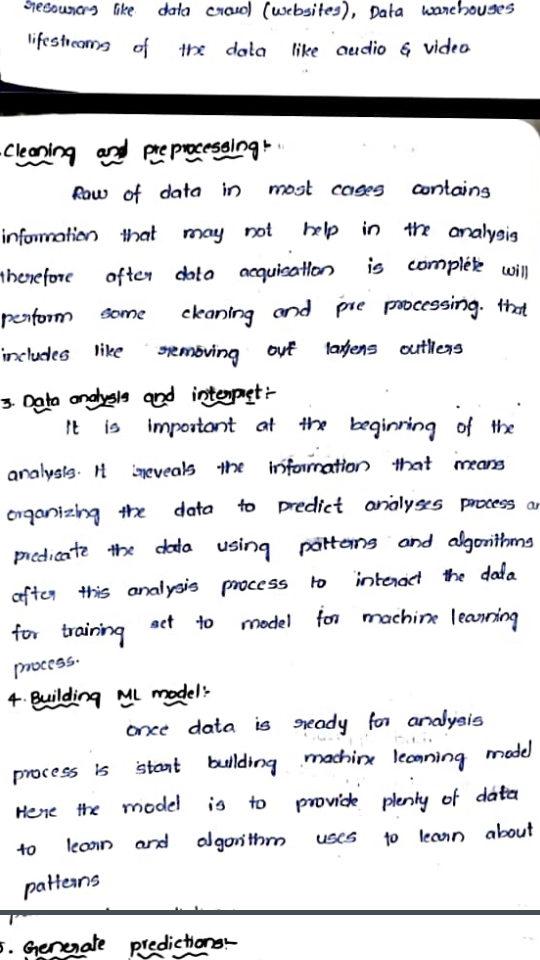 resources like data crawl (websites), Data warehouses
lifestreams of the data like audio & video
Cleaning and preprocessing:-
Raw of data in most cases contains
information that may not help in the analysis
therefore after data acquisation is complete will
perform some cleaning and pre processing. that
includes like removing out outliers
3. Data analysis and interpret:-
It is important at the beginning of the
analysis. It reveals the information that means
organizing the data to predict analyses process
predicate the data using patterns and algorithms
after this analysis process to interact the data
for training set to model for machine learning
process.
4. Building ML model:-
once data is ready for analysis
process is start building machine learning model
Here the model is to provide plenty of data
to learn and algorithm uses to learn about
patterns
5. Generate predictions:-